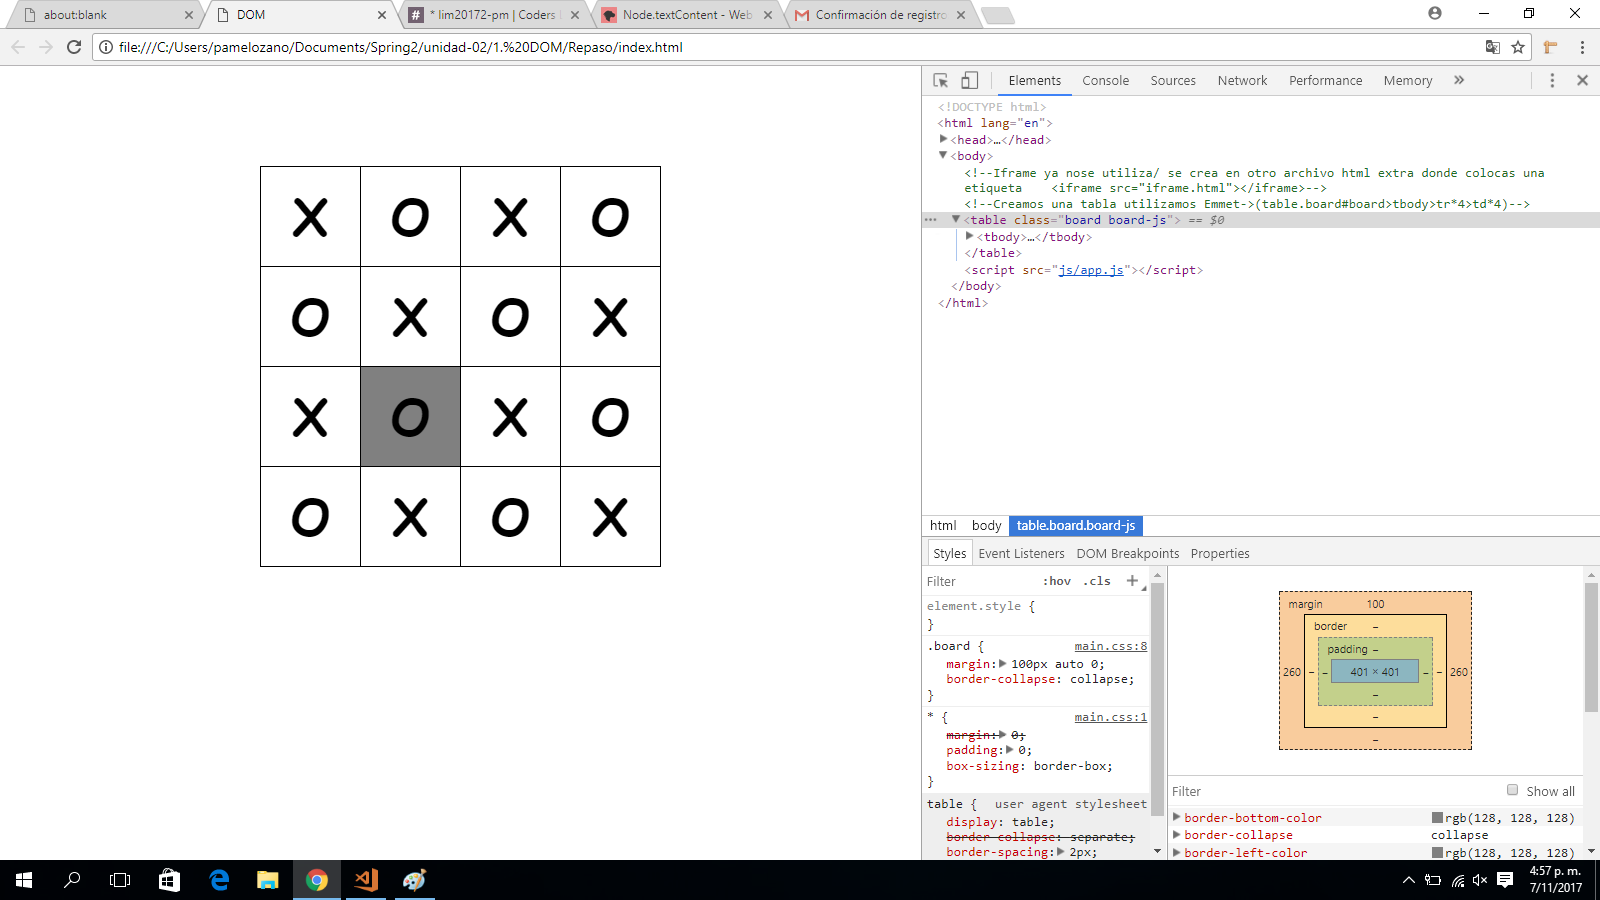 about:blank
DOM
* lim20172-pm | Coders
Node.textContent - Web
Confirmación de registro
file:///C:/Users/pamelozano/Documents/Spring2/unidad-02/1.%20DOM/Repaso/index.html
X O X O
O X O X
X O X O
O X O X
Elements Console Sources Network Performance Memory »
<!DOCTYPE html>
<html lang="en">
<head>…</head>
<body>
<!--Iframe ya nose utiliza/ se crea en otro archivo html extra donde colocas una
etiqueta    <iframe src="iframe.html"></iframe>-->
<!--Creamos una tabla utilizamos Emmet->(table.board#board>tbody>tr*4>td*4)-->
<table class="board board-js"> == $0
<tbody>…</tbody>
</table>
<script src="js/app.js"></script>
</body>
</html>
html body table.board.board-js
Styles Event Listeners DOM Breakpoints Properties
Filter :hov .cls +
element.style {
}
.board { main.css:8
margin: 100px auto 0;
border-collapse: collapse;
}
* { main.css:1
margin: 0;
padding: 0;
box-sizing: border-box;
}
table { user agent stylesheet
display: table;
border-collapse: separate;
border-spacing: 2px;
margin 100
border –
padding –
260 – – 401 × 401 – – 260
–
–
–
Filter Show all
border-bottom-color rgb(128, 128, 128)
border-collapse collapse
border-left-color rgb(128, 128, 128)
4:57 p. m.
7/11/2017